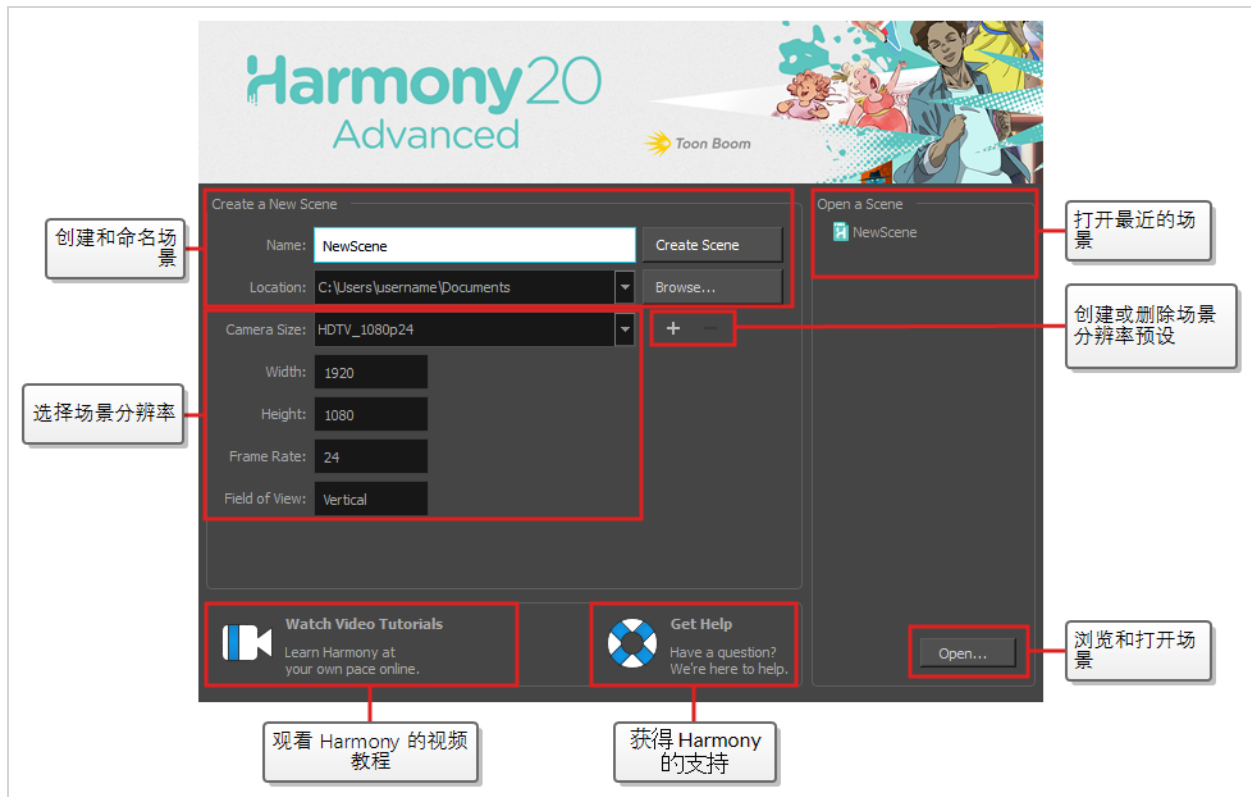 Harmony 20
Advanced
Toon Boom
Create a New Scene
Name:
NewScene
Create Scene
Location:
C:\Users\username\Documents
Browse...
Camera Size:
HDTV_1080p24
+ −
Width:
1920
Height:
1080
Frame Rate:
24
Field of View:
Vertical
Open a Scene
NewScene
Watch Video Tutorials
Learn Harmony at
your own pace online.
Get Help
Have a question?
We're here to help.
Open...
创建和命名场
景
选择场景分辨率
打开最近的场
景
创建或删除场景
分辨率预设
浏览和打开场
景
观看 Harmony 的视频
教程
获得 Harmony
的支持